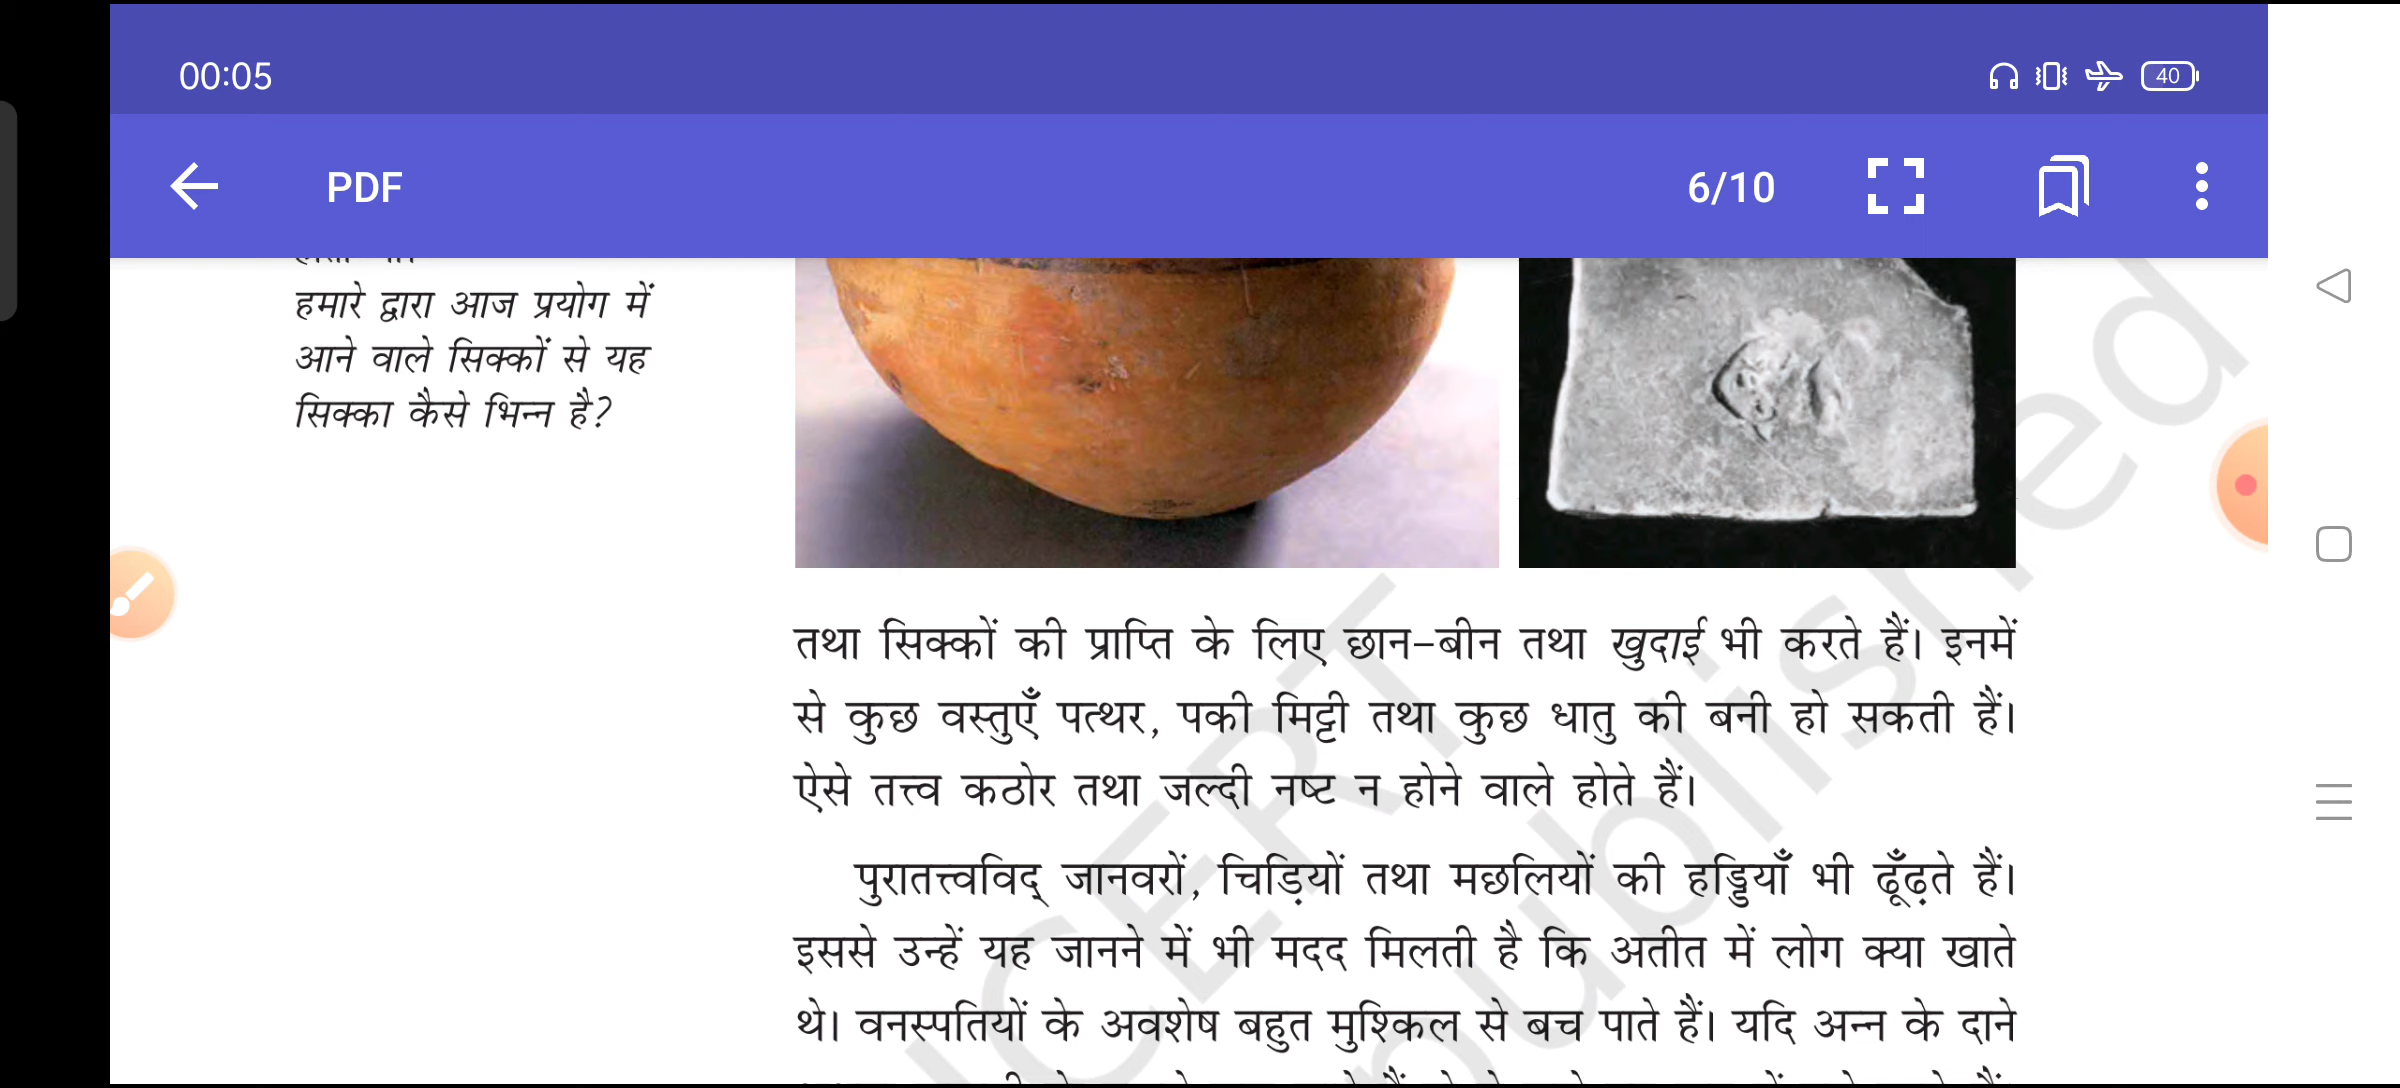 00:05
40
PDF
6/10
हमारे द्वारा आज प्रयोग में
आने वाले सिक्कों से यह
सिक्का कैसे भिन्न है?
तथा सिक्कों की प्राप्ति के लिए छान-बीन तथा खुदाई भी करते हैं। इनमें
से कुछ वस्तुएँ पत्थर, पकी मिट्टी तथा कुछ धातु की बनी हो सकती हैं।
ऐसे तत्त्व कठोर तथा जल्दी नष्ट न होने वाले होते हैं।
पुरातत्त्वविद् जानवरों, चिड़ियों तथा मछलियों की हड्डियाँ भी ढूँढ़ते हैं।
इससे उन्हें यह जानने में भी मदद मिलती है कि अतीत में लोग क्या खाते
थे। वनस्पतियों के अवशेष बहुत मुश्किल से बच पाते हैं। यदि अन्न के दाने